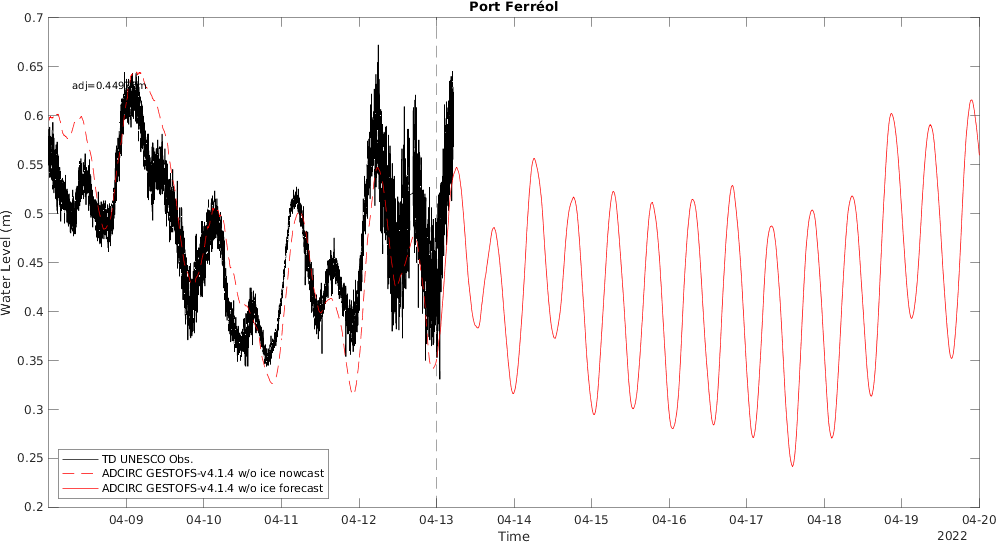 Port Ferréol
0.7
0.65
0.6
0.55
0.5
0.45
0.4
0.35
0.3
0.25
0.2
Water Level (m)
TD UNESCO Obs.
ADCIRC GESTOFS-v4.1.4 w/o ice nowcast
ADCIRC GESTOFS-v4.1.4 w/o ice forecast
04-09 04-10 04-11 04-12 04-13 04-14 04-15 04-16 04-17 04-18 04-19 04-20
Time
2022